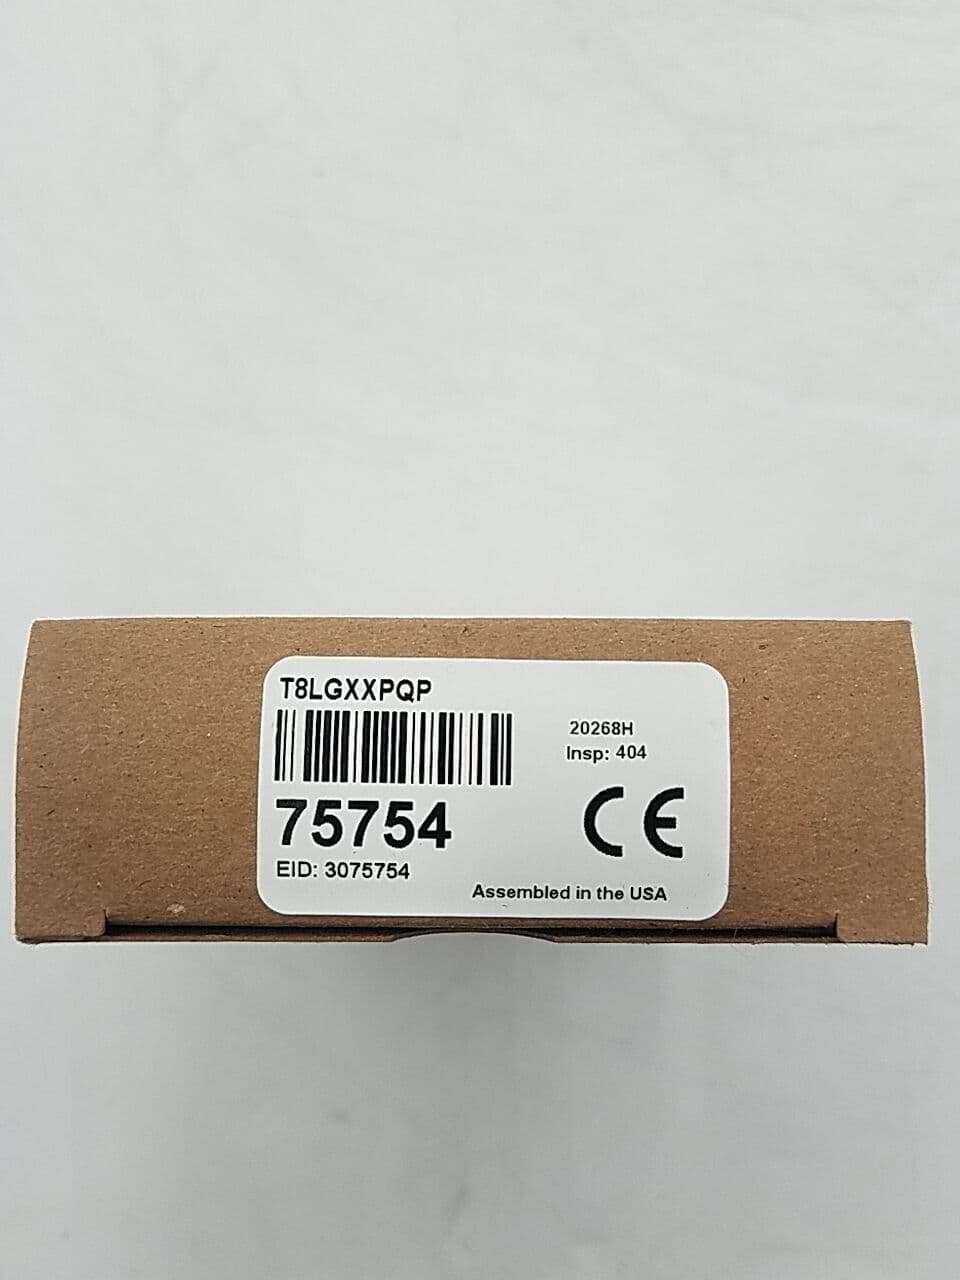 T8LGXXPQP
20268H
Insp: 404
75754
CE
EID: 3075754
Assembled in the USA